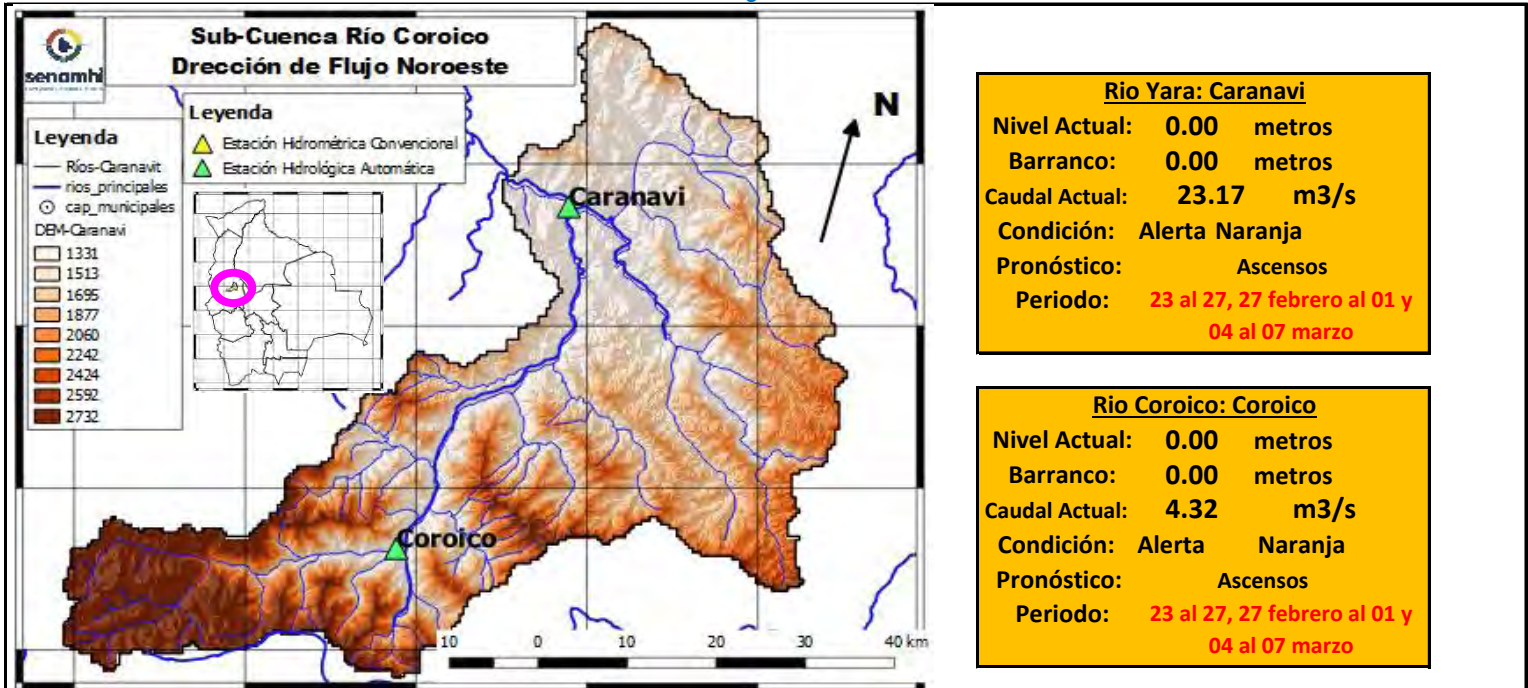 senamhi
Sub-Cuenca Río Coroico
Drección de Flujo Noroeste
Leyenda
Estación Hidrométrica Convencional
Estación Hidrológica Automática
Leyenda
Ríos-Caranavit
rios_principales
cap_municipales
DEM-Caranavi
1331
1513
1695
1877
2060
2242
2424
2592
2732
N
Caranavi
Coroico
10 0 10 20 30 40 km
Rio Yara: Caranavi
Nivel Actual: 0.00 metros
Barranco: 0.00 metros
Caudal Actual: 23.17 m3/s
Condición: Alerta Naranja
Pronóstico: Ascensos
Periodo: 23 al 27, 27 febrero al 01 y
04 al 07 marzo
Rio Coroico: Coroico
Nivel Actual: 0.00 metros
Barranco: 0.00 metros
Caudal Actual: 4.32 m3/s
Condición: Alerta Naranja
Pronóstico: Ascensos
Periodo: 23 al 27, 27 febrero al 01 y
04 al 07 marzo